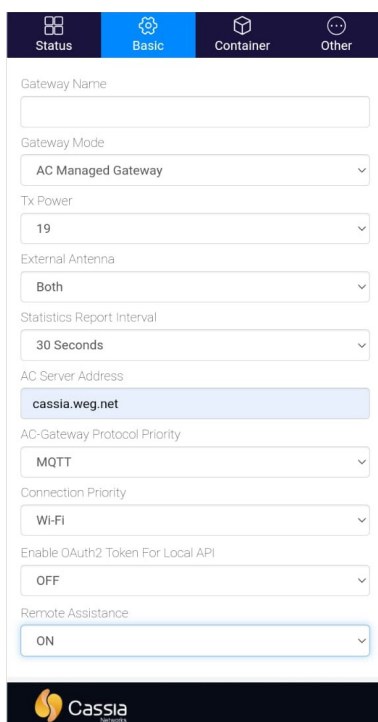 Status Basic Container Other
Gateway Name
Gateway Mode
AC Managed Gateway
Tx Power
19
External Antenna
Both
Statistics Report Interval
30 Seconds
AC Server Address
cassia.weg.net
AC-Gateway Protocol Priority
MQTT
Connection Priority
Wi-Fi
Enable OAuth2 Token For Local API
OFF
Remote Assistance
ON
Cassia
Networks